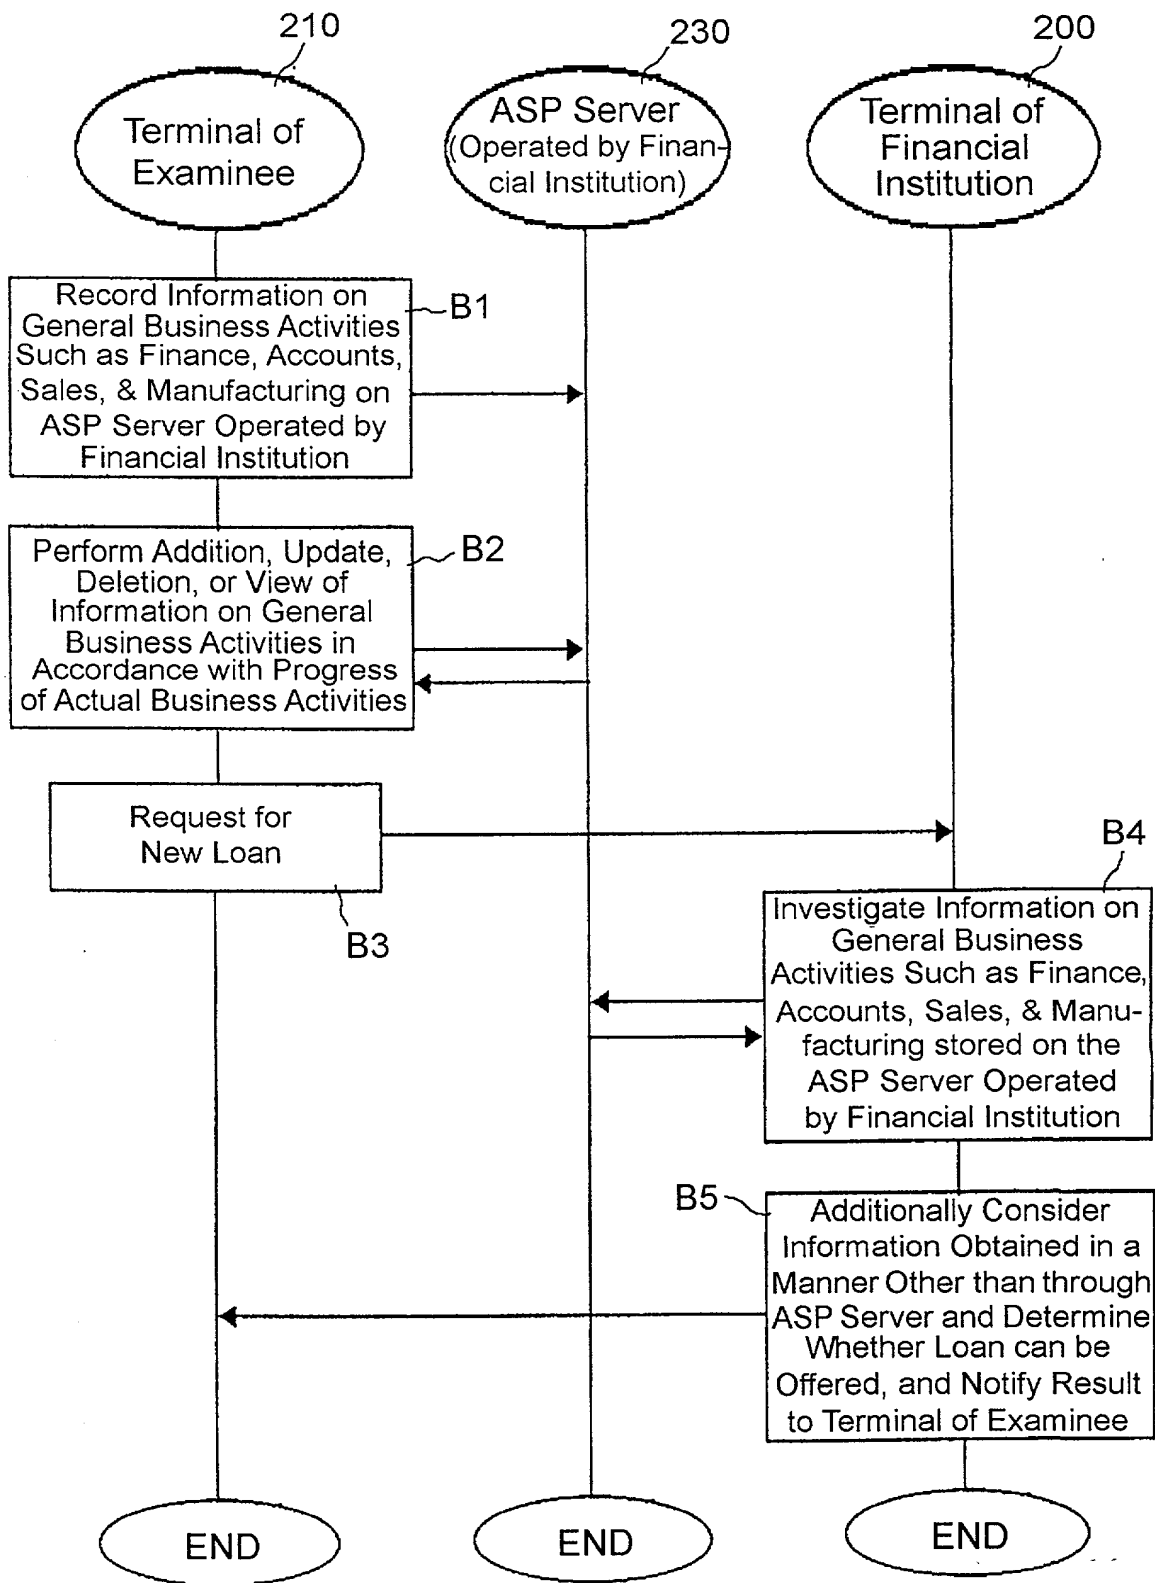 210
230
200
Terminal of
Examinee
ASP Server
(Operated by Finan-
cial Institution)
Terminal of
Financial
Institution
Record Information on
General Business Activities
Such as Finance, Accounts,
Sales, & Manufacturing on
ASP Server Operated by
Financial Institution
B1
Perform Addition, Update,
Deletion, or View of
Information on General
Business Activities in
Accordance with Progress
of Actual Business Activities
B2
Request for
New Loan
B3
B4
Investigate Information on
General Business
Activities Such as Finance,
Accounts, Sales, & Manu-
facturing stored on the
ASP Server Operated
by Financial Institution
B5
Additionally Consider
Information Obtained in a
Manner Other than through
ASP Server and Determine
Whether Loan can be
Offered, and Notify Result
to Terminal of Examinee
END
END
END